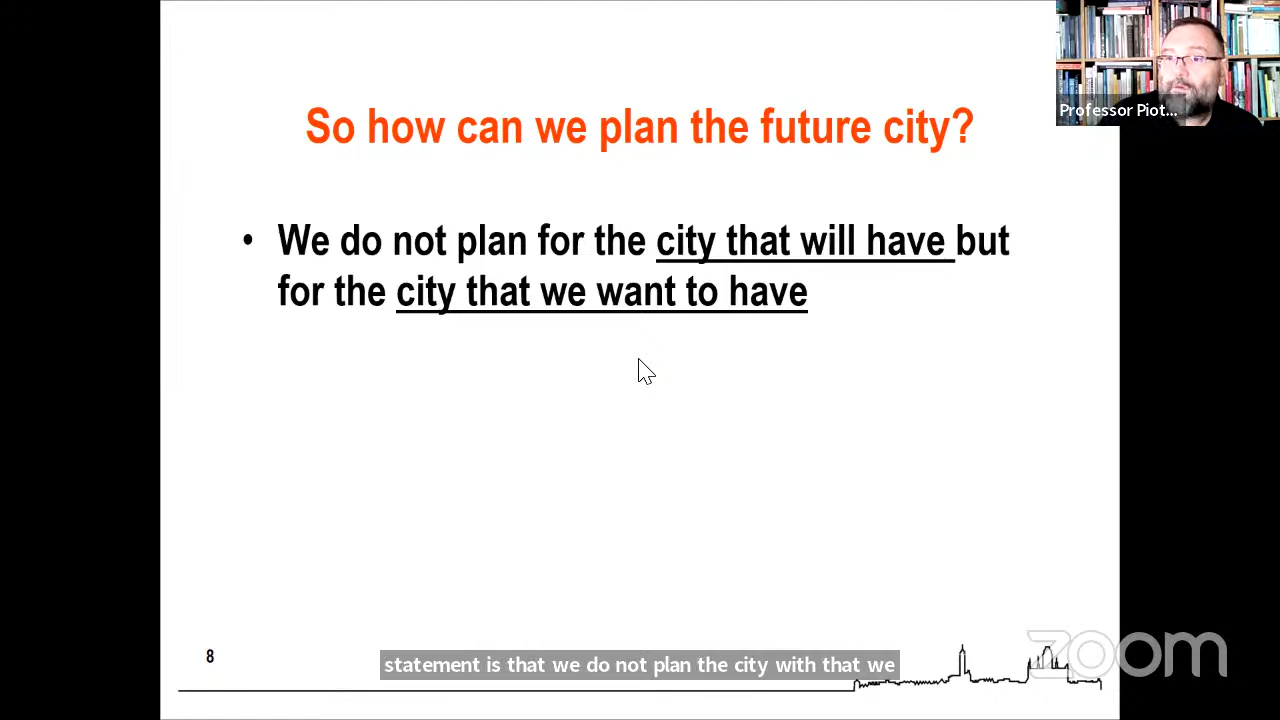 Professor Piot...
So how can we plan the future city?
• We do not plan for the city that will have but
for the city that we want to have
8
statement is that we do not plan the city with that we
zoom